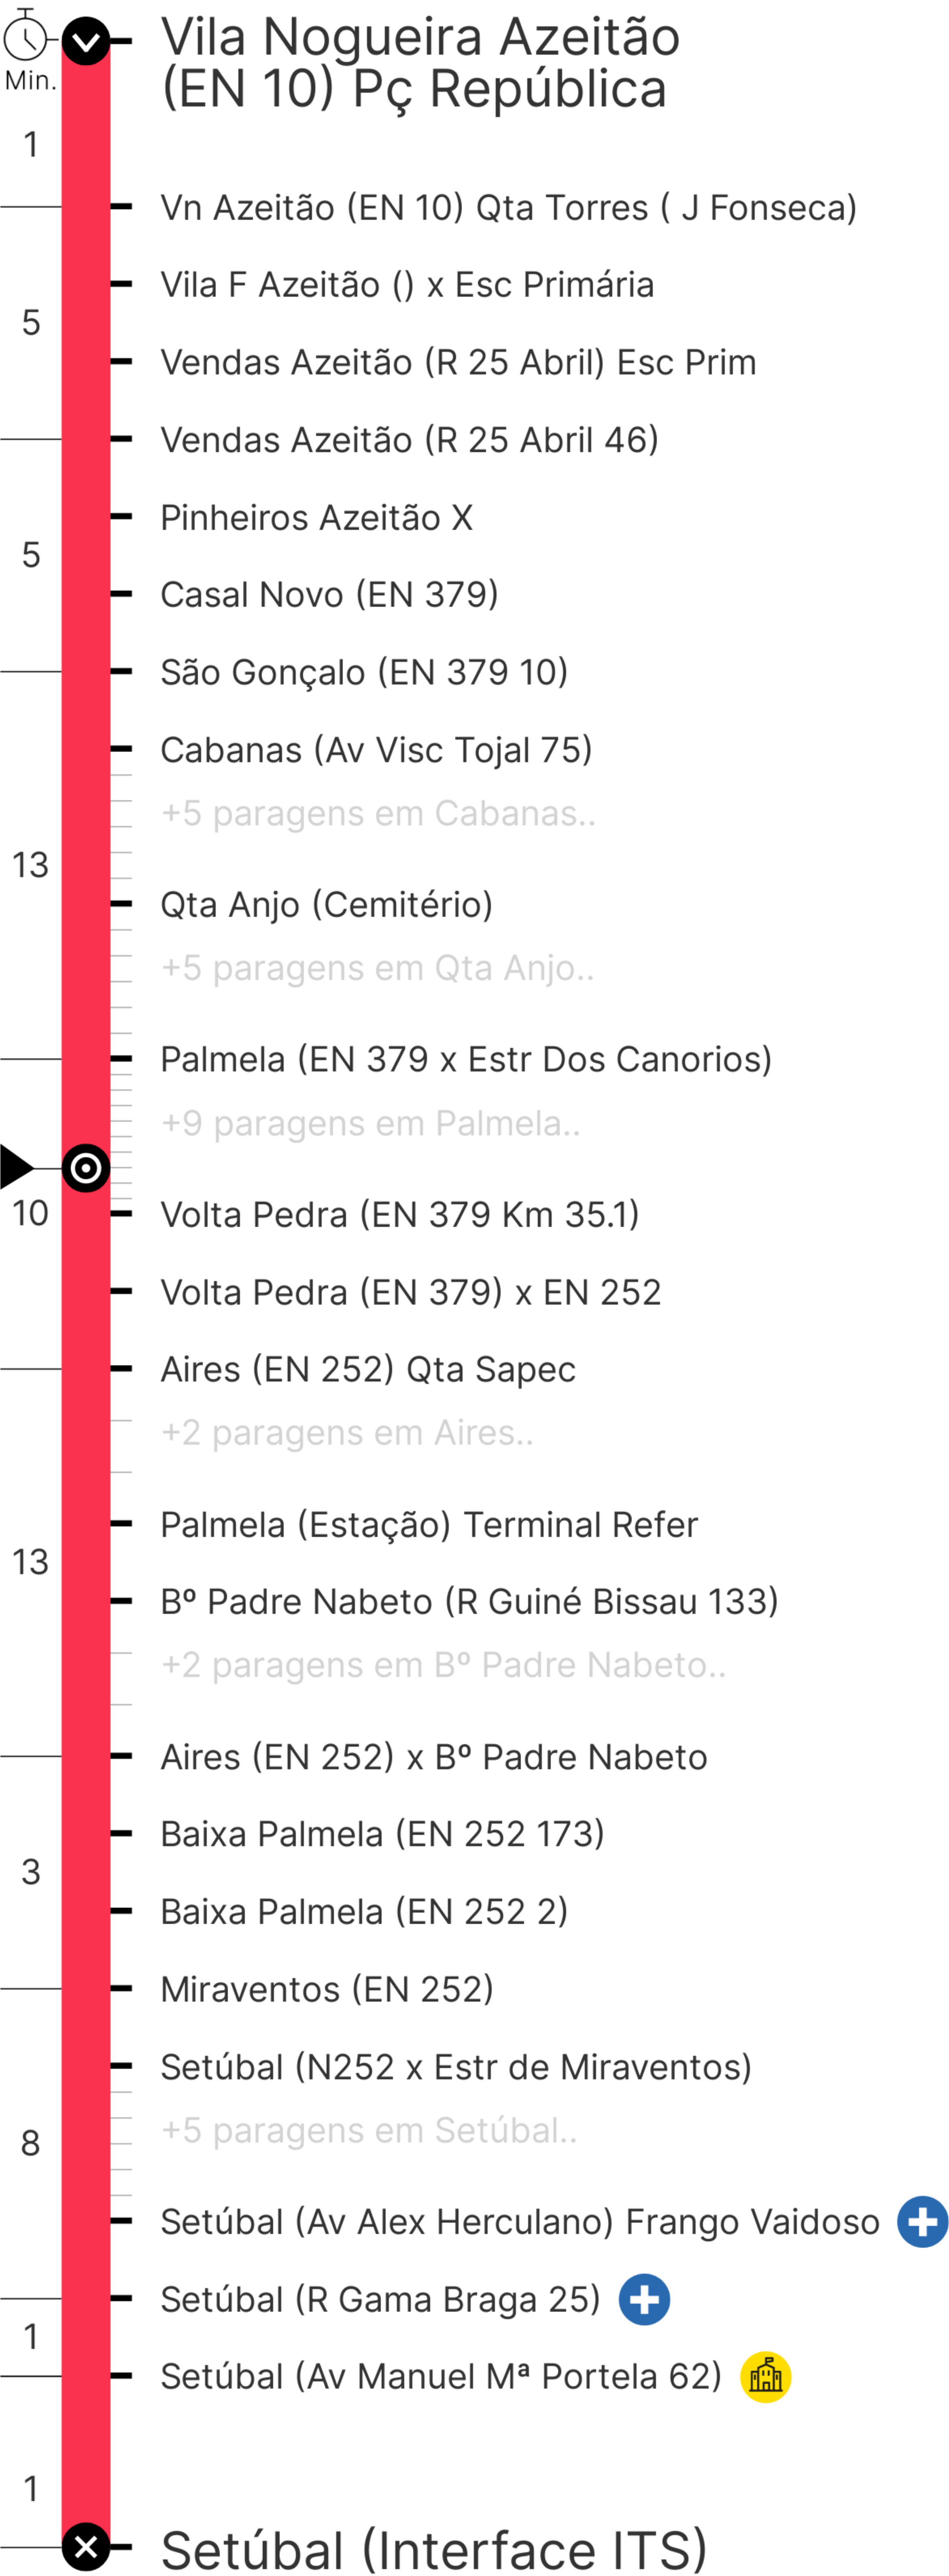 Vila Nogueira Azeitão
(EN 10) Pç República
Min.
1
Vn Azeitão (EN 10) Qta Torres ( J Fonseca)
Vila F Azeitão () x Esc Primária
5
Vendas Azeitão (R 25 Abril) Esc Prim
Vendas Azeitão (R 25 Abril 46)
Pinheiros Azeitão X
5
Casal Novo (EN 379)
São Gonçalo (EN 379 10)
Cabanas (Av Visc Tojal 75)
+5 paragens em Cabanas..
13
Qta Anjo (Cemitério)
+5 paragens em Qta Anjo..
Palmela (EN 379 x Estr Dos Canorios)
+9 paragens em Palmela..
10
Volta Pedra (EN 379 Km 35.1)
Volta Pedra (EN 379) x EN 252
Aires (EN 252) Qta Sapec
+2 paragens em Aires..
Palmela (Estação) Terminal Refer
13
Bº Padre Nabeto (R Guiné Bissau 133)
+2 paragens em Bº Padre Nabeto..
Aires (EN 252) x Bº Padre Nabeto
Baixa Palmela (EN 252 173)
3
Baixa Palmela (EN 252 2)
Miraventos (EN 252)
Setúbal (N252 x Estr de Miraventos)
+5 paragens em Setúbal..
8
Setúbal (Av Alex Herculano) Frango Vaidoso
Setúbal (R Gama Braga 25)
1
Setúbal (Av Manuel Mª Portela 62)
1
Setúbal (Interface ITS)